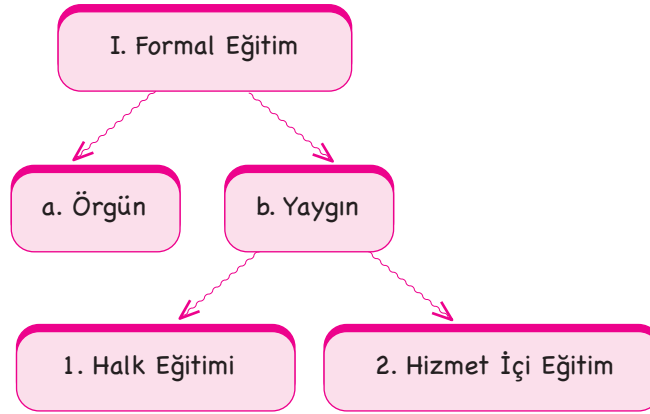 I. Formal Eğitim
a. Örgün
b. Yaygın
1. Halk Eğitimi
2. Hizmet İçi Eğitim